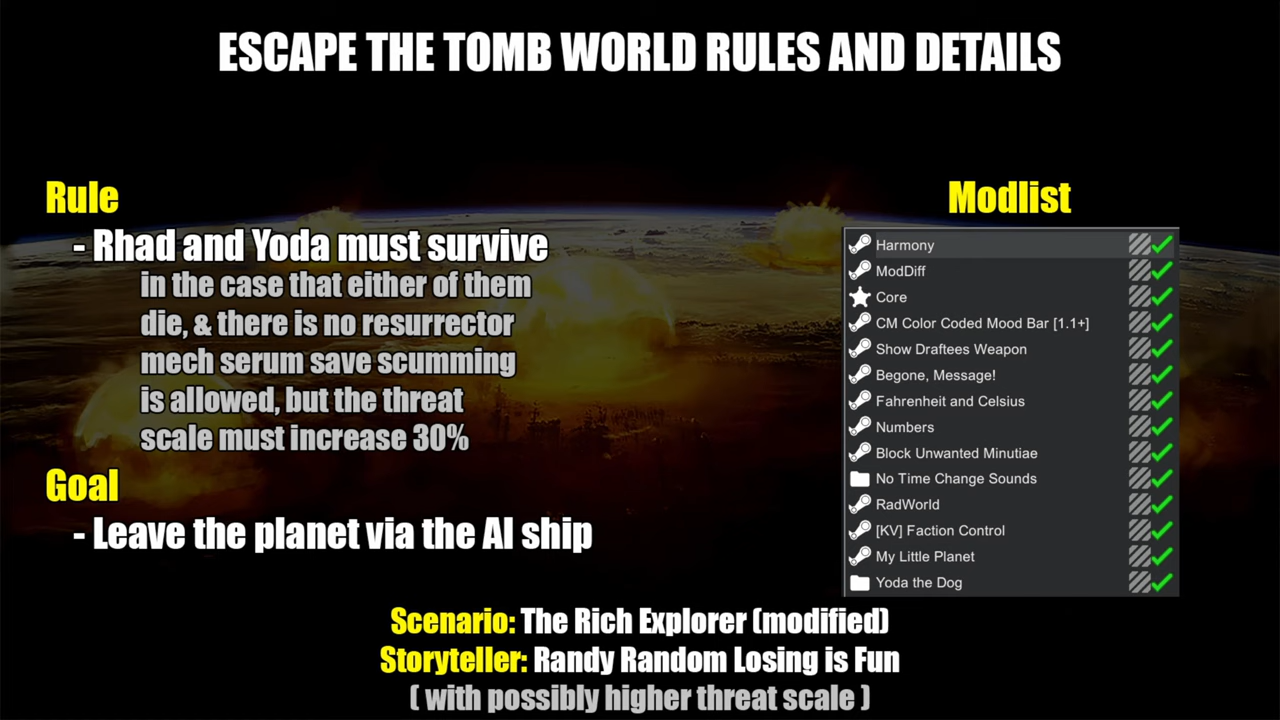 ESCAPE THE TOMB WORLD RULES AND DETAILS
Rule
- Rhad and Yoda must survive
in the case that either of them
die, & there is no resurrector
mech serum save scumming
is allowed, but the threat
scale must increase 30%
Goal
- Leave the planet via the AI ship
Modlist
Harmony
ModDiff
Core
CM Color Coded Mood Bar [1.1+]
Show Draftees Weapon
Begone, Message!
Fahrenheit and Celsius
Numbers
Block Unwanted Minutiae
No Time Change Sounds
RadWorld
[KV] Faction Control
My Little Planet
Yoda the Dog
Scenario: The Rich Explorer (modified)
Storyteller: Randy Random Losing is Fun
( with possibly higher threat scale )